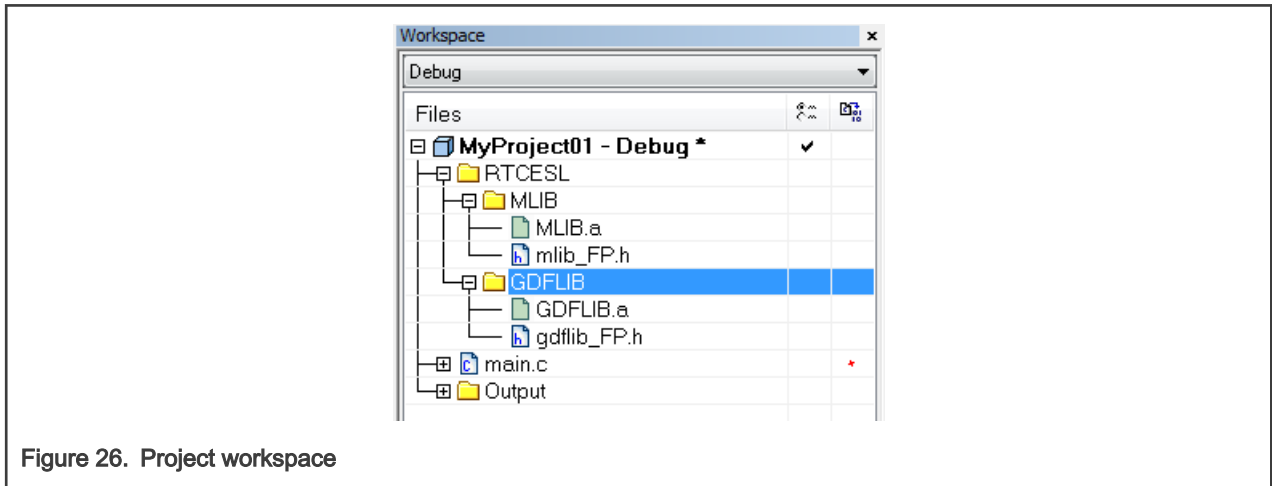 Workspace
Debug
Files
MyProject01 - Debug *
RTCESL
MLIB
MLIB.a
mlib_FP.h
GDFLIB
GDFLIB.a
gdflib_FP.h
main.c
Output
Figure 26. Project workspace